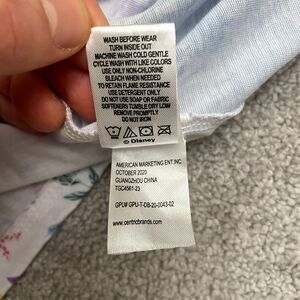 WASH BEFORE WEAR
TURN INSIDE OUT
MACHINE WASH COLD GENTLE
CYCLE WASH WITH LIKE COLORS
USE ONLY NON-CHLORINE
BLEACH WHEN NEEDED
TO RETAIN FLAME RESISTANCE
USE DETERGENT ONLY
DO NOT USE SOAP OR FABRIC
SOFTENERS TUMBLE DRY LOW
REMOVE PROMPTLY
DO NOT IRON
© Disney
AMERICAN MARKETING ENT. INC.
OCTOBER 2020
GUANGZHOU CHINA
TGC4561-23
GPU# GPU-T-DB-20-0043-02
www.centricbrands.com